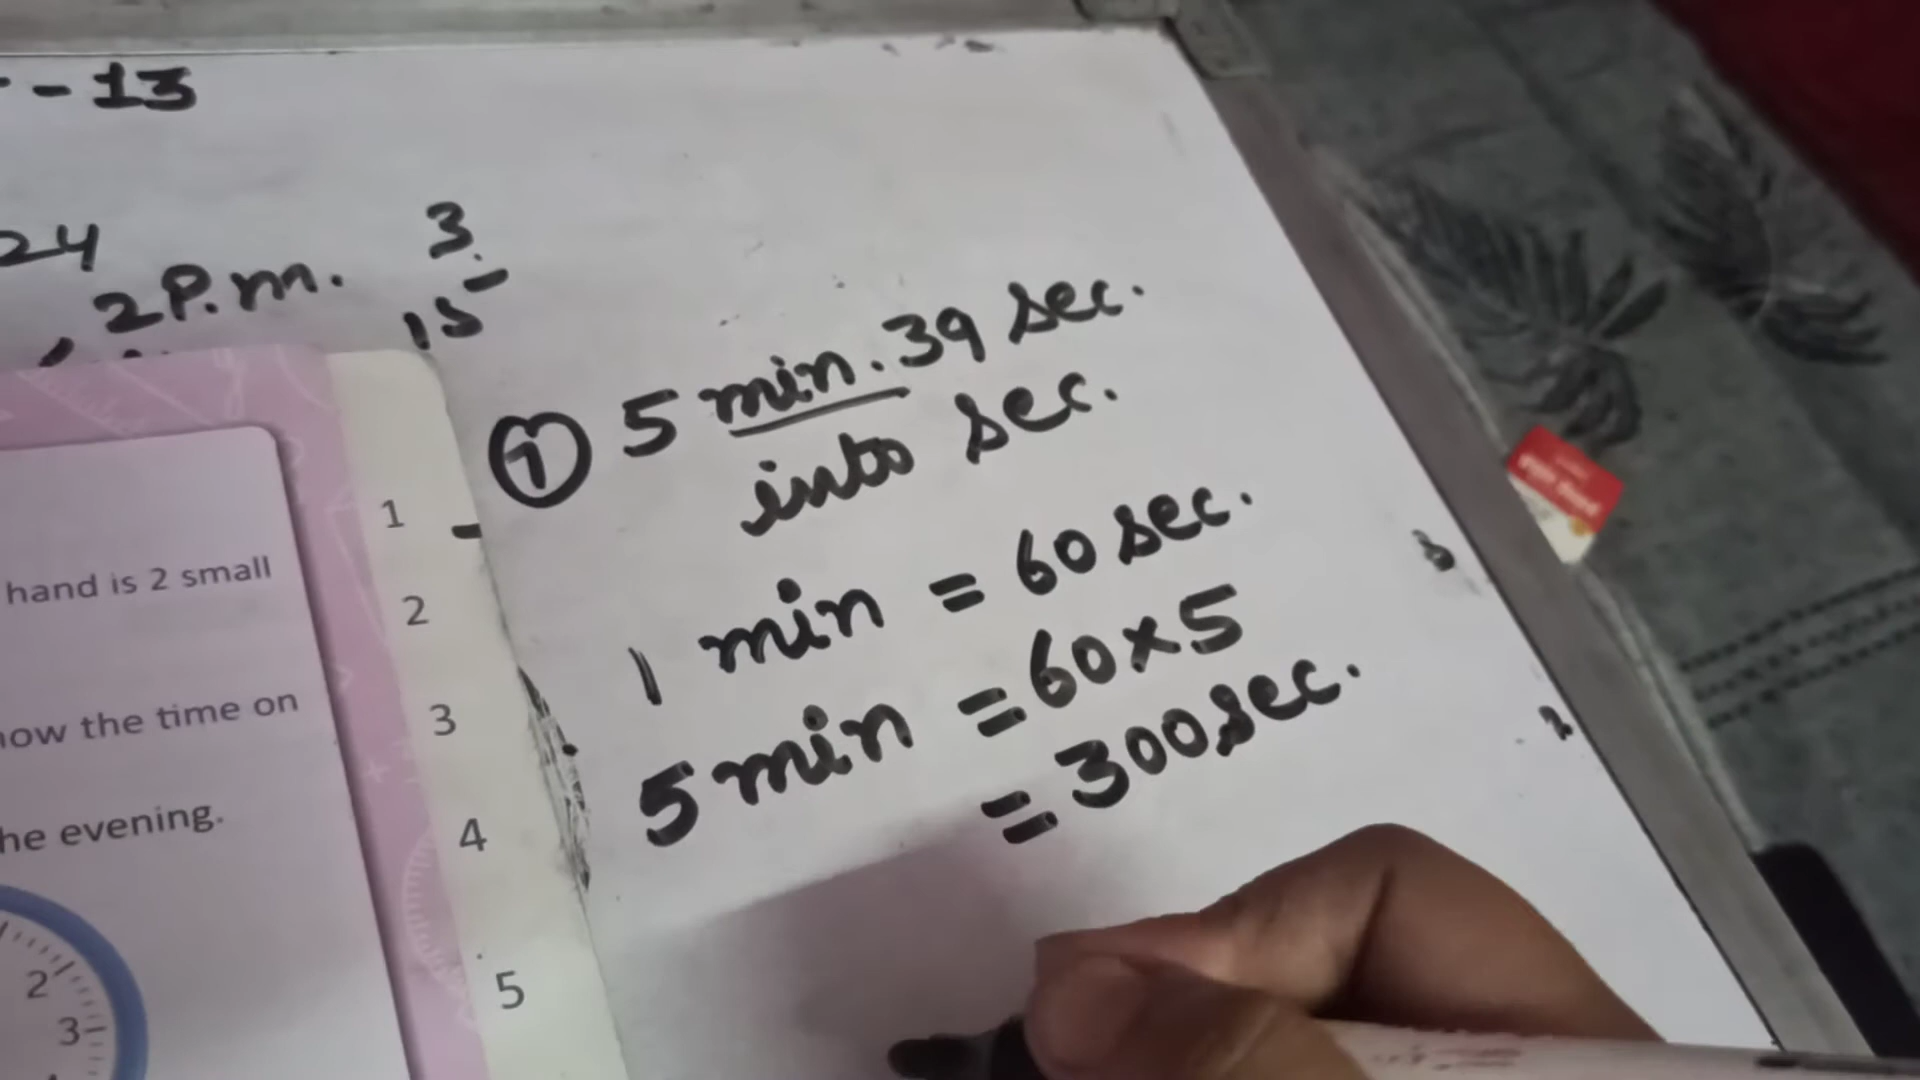 - 13
24
2 P.m.
3
15
① 5 min. 39 sec.
into sec.
1 min = 60 sec.
5 min = 60×5
= 300 sec.
1
2
3
4
5
hand is 2 small
now the time on
he evening.
2
3